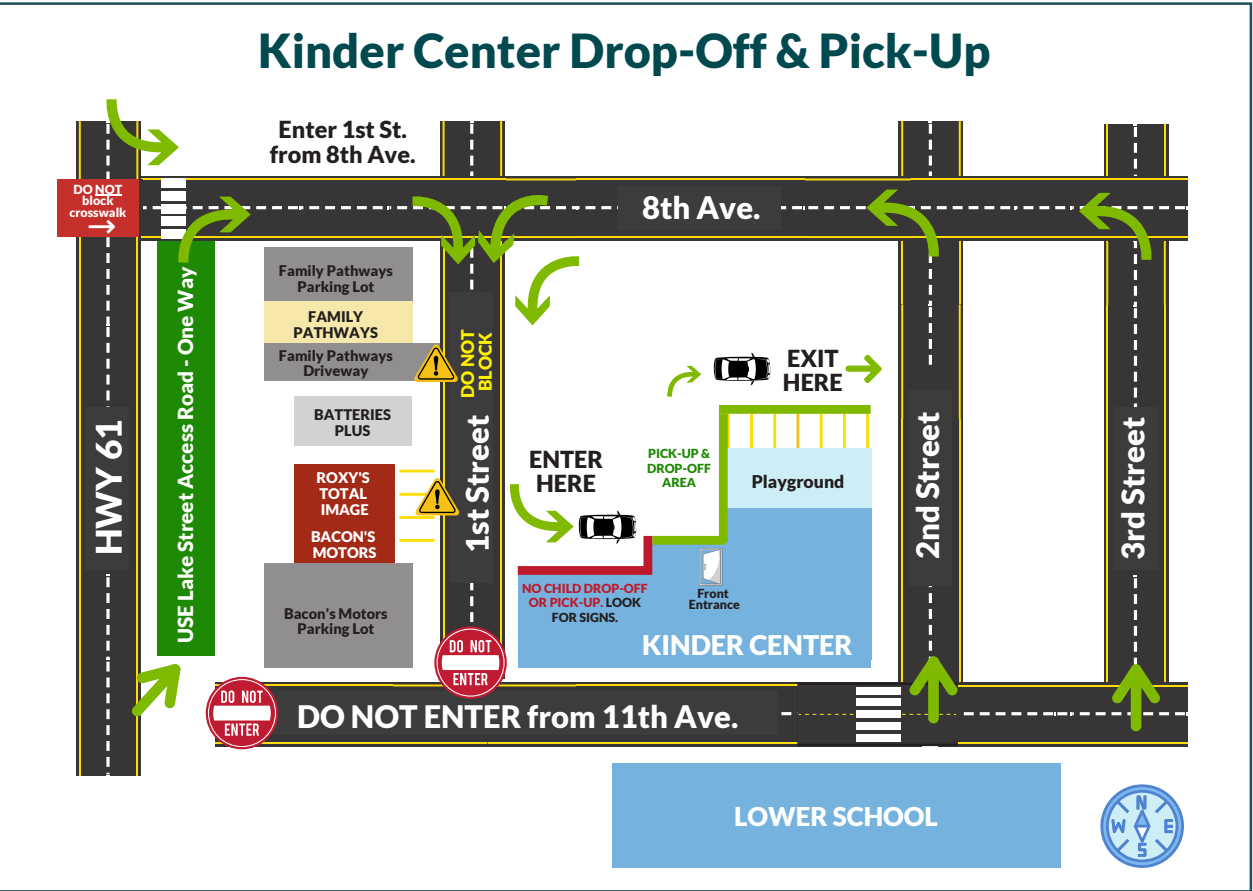 Kinder Center Drop-Off & Pick-Up
Enter 1st St.
from 8th Ave.
DO NOT
block
crosswalk
8th Ave.
Family Pathways
Parking Lot
FAMILY
PATHWAYS
Family Pathways
Driveway
DO NOT
BLOCK
BATTERIES
PLUS
ROXY'S
TOTAL
IMAGE
BACON'S
MOTORS
Bacon's Motors
Parking Lot
HWY 61
USE Lake Street Access Road - One Way
1st Street
ENTER
HERE
EXIT
HERE
PICK-UP &
DROP-OFF
AREA
Playground
NO CHILD DROP-OFF
OR PICK-UP. LOOK
FOR SIGNS.
Front
Entrance
KINDER CENTER
2nd Street
3rd Street
DO NOT
ENTER
DO NOT
ENTER
DO NOT ENTER from 11th Ave.
LOWER SCHOOL
N
W
E
S